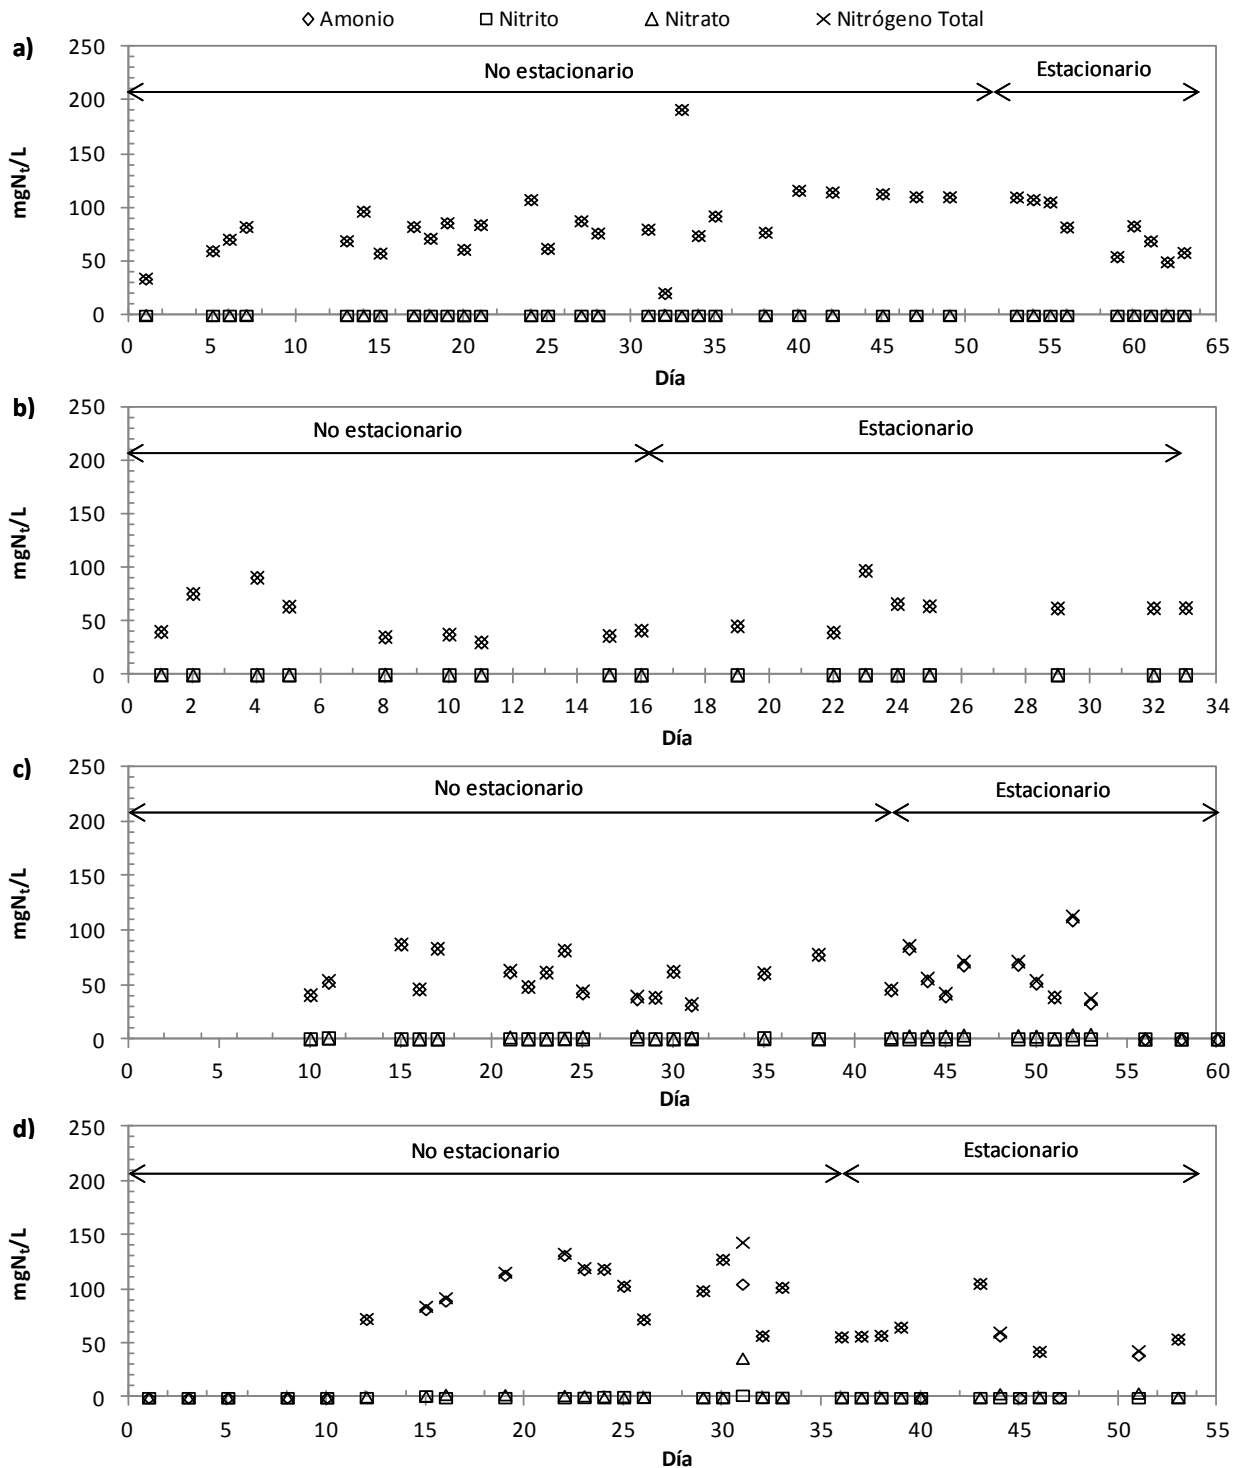 ◇ Amonio □ Nitrito △ Nitrato × Nitrógeno Total
a)
250
No estacionario Estacionario
200
150
100
50
0
mgNt/L
0 5 10 15 20 25 30 35 40 45 50 55 60 65
Día
b)
250
No estacionario Estacionario
200
150
100
50
0
mgNt/L
0 2 4 6 8 10 12 14 16 18 20 22 24 26 28 30 32 34
Día
c)
250
No estacionario Estacionario
200
150
100
50
0
mgNt/L
0 5 10 15 20 25 30 35 40 45 50 55 60
Día
d)
250
No estacionario Estacionario
200
150
100
50
0
mgNt/L
0 5 10 15 20 25 30 35 40 45 50 55
Día